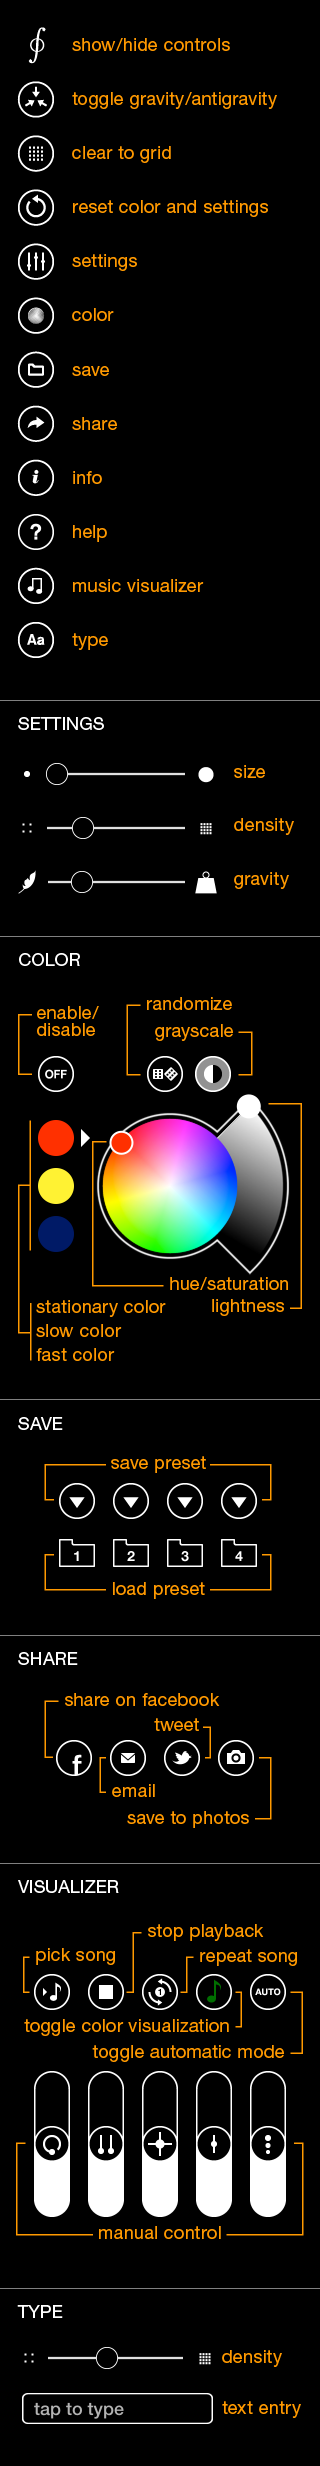 show/hide controls
toggle gravity/antigravity
clear to grid
reset color and settings
settings
color
save
share
i info
? help
music visualizer
Aa type
SETTINGS
size
density
gravity
COLOR
enable/
disable
randomize
grayscale
OFF
hue/saturation
lightness
stationary color
slow color
fast color
SAVE
save preset
1 2 3 4
load preset
SHARE
share on facebook
tweet
f
email
save to photos
VISUALIZER
stop playback
pick song
repeat song
1 AUTO
toggle color visualization
toggle automatic mode
manual control
TYPE
density
tap to type text entry